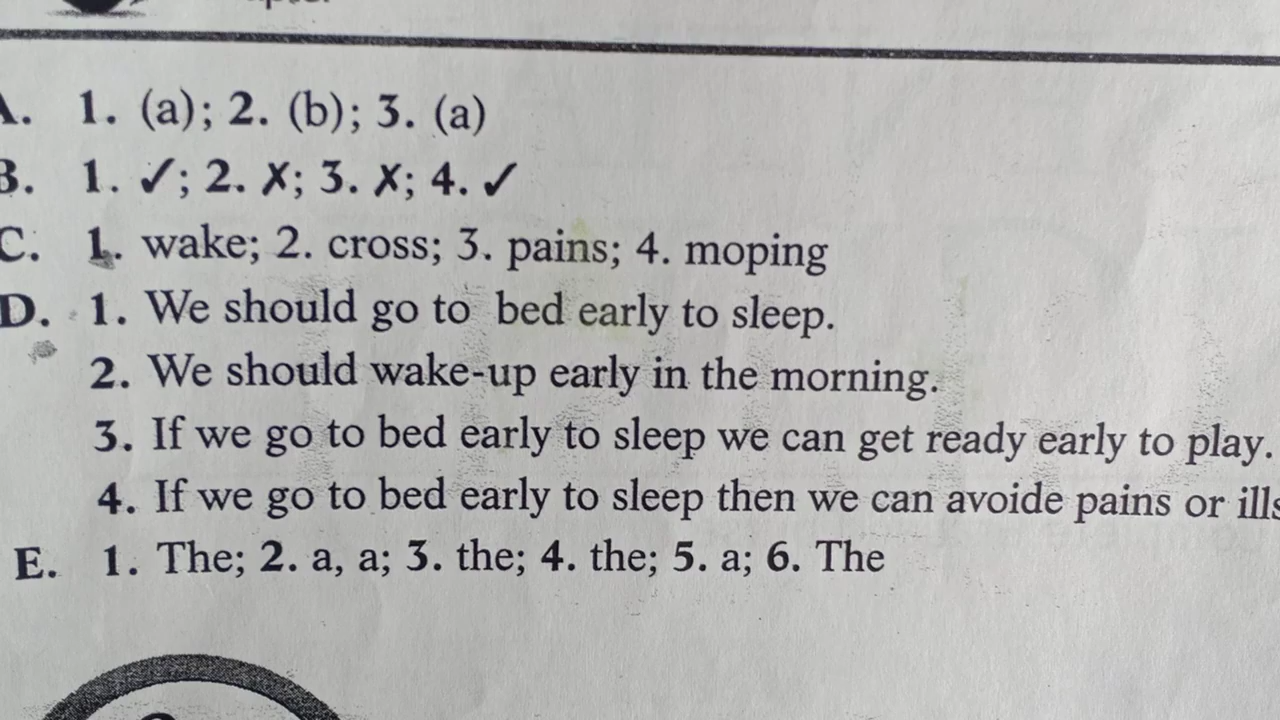 A. 1. (a); 2. (b); 3. (a)
B. 1. ✓; 2. ✗; 3. ✗; 4. ✓
C. 1. wake; 2. cross; 3. pains; 4. moping
D. 1. We should go to bed early to sleep.
2. We should wake-up early in the morning.
3. If we go to bed early to sleep we can get ready early to play.
4. If we go to bed early to sleep then we can avoide pains or ills
E. 1. The; 2. a, a; 3. the; 4. the; 5. a; 6. The